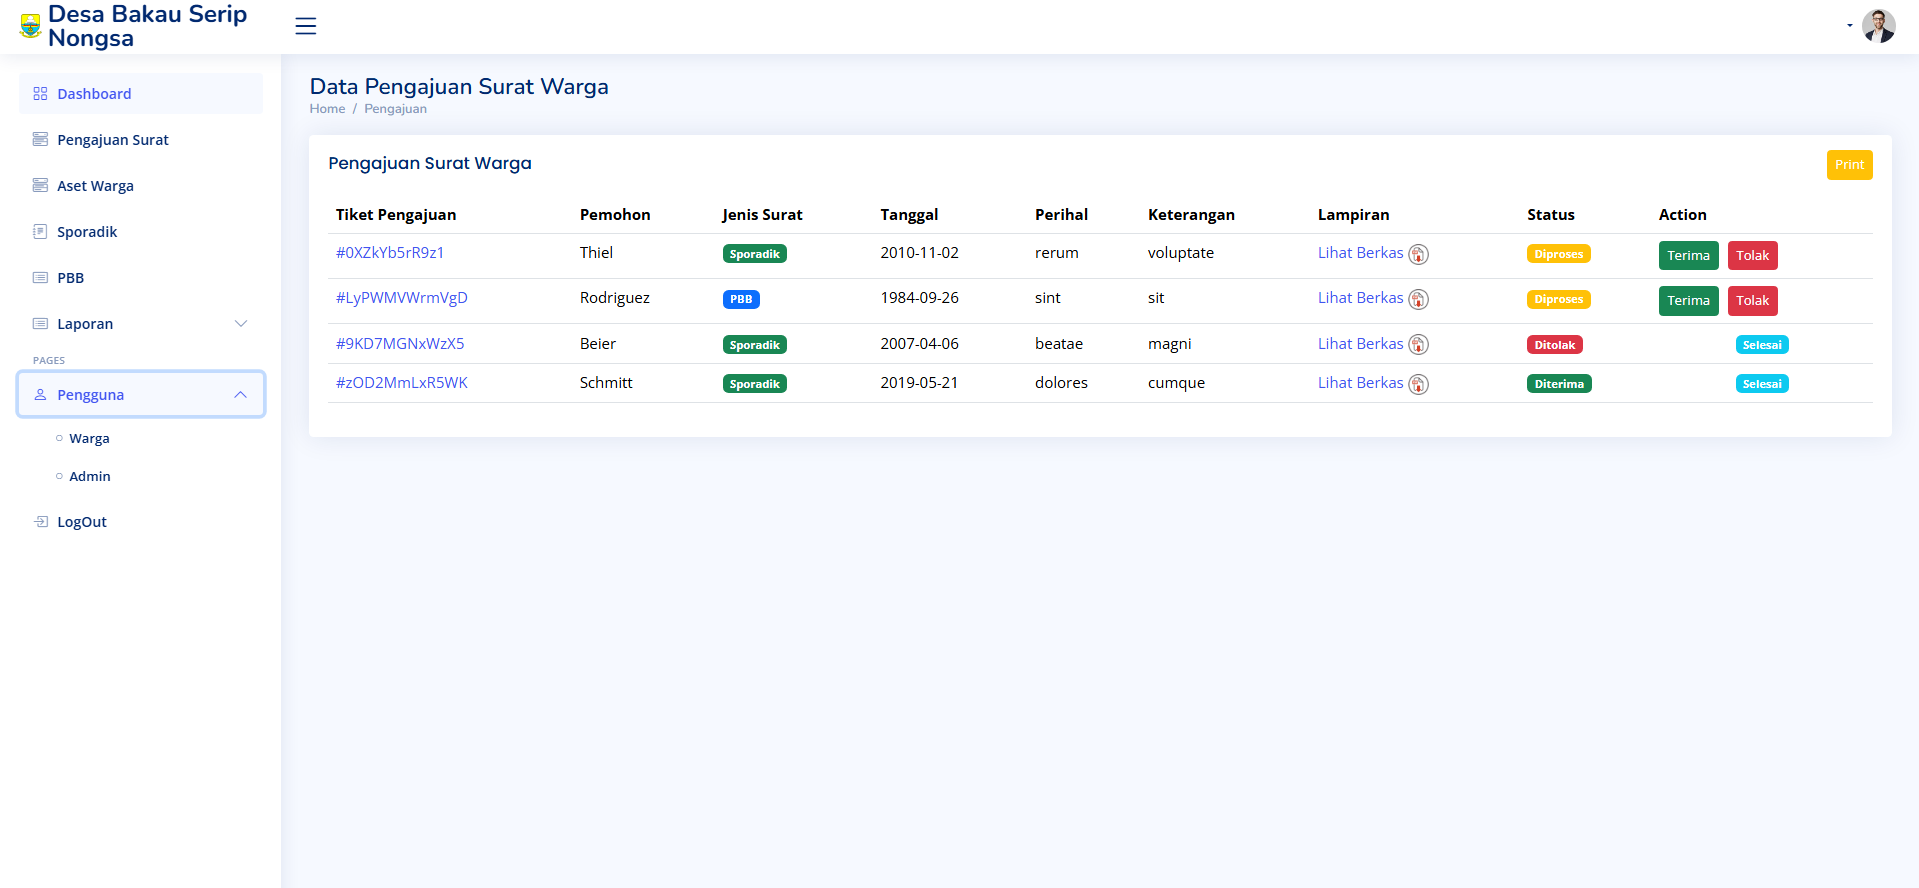 Desa Bakau Serip
Nongsa
Dashboard
Pengajuan Surat
Aset Warga
Sporadik
PBB
Laporan
PAGES
Pengguna
Warga
Admin
LogOut
Data Pengajuan Surat Warga
Home / Pengajuan
Pengajuan Surat Warga
Print
Tiket Pengajuan Pemohon Jenis Surat Tanggal Perihal Keterangan Lampiran Status Action
#0XZkYb5rR9z1 Thiel Sporadik 2010-11-02 rerum voluptate Lihat Berkas Diproses Terima Tolak
#LyPWMVWrmVgD Rodriguez PBB 1984-09-26 sint sit Lihat Berkas Diproses Terima Tolak
#9KD7MGNxWzX5 Beier Sporadik 2007-04-06 beatae magni Lihat Berkas Ditolak Selesai
#zOD2MmLxR5WK Schmitt Sporadik 2019-05-21 dolores cumque Lihat Berkas Diterima Selesai